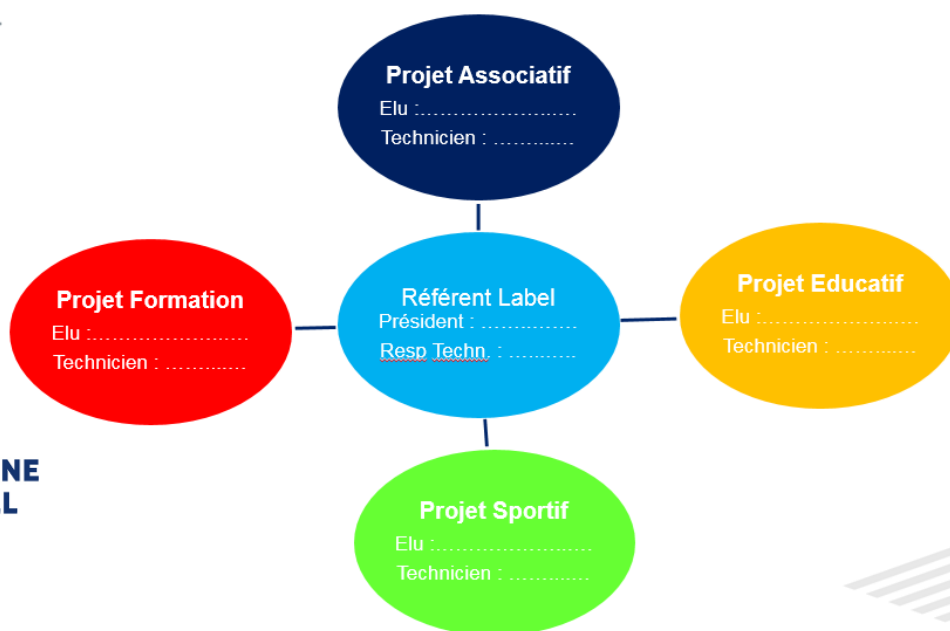 Projet Associatif
Elu :……………………..…
Technicien : ……...…..
Projet Formation
Elu :……………………..…
Technicien : ……...…..
Référent Label
Président : ……...……..
Resp Techn. : ……...…..
Projet Educatif
Elu :……………………..…
Technicien : ……...…..
Projet Sportif
Elu :……………………..…
Technicien : ……...…..
NE